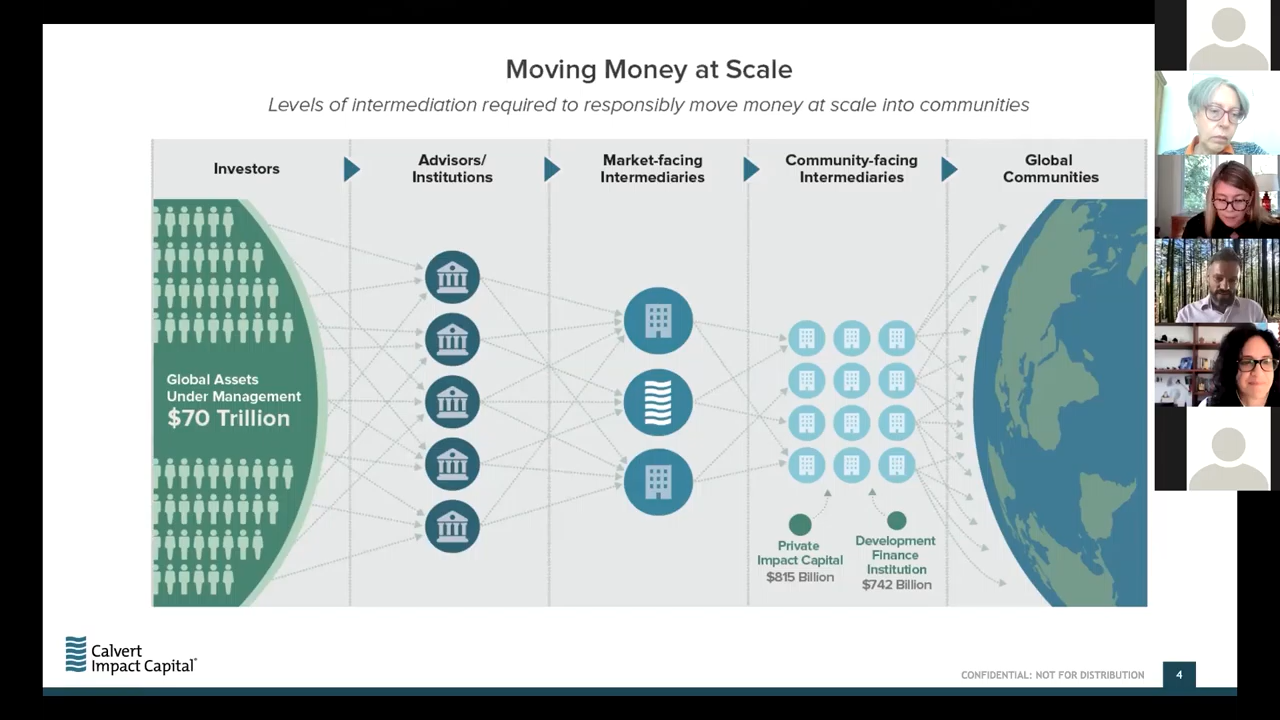 Moving Money at Scale
Levels of intermediation required to responsibly move money at scale into communities
Investors
Advisors/
Institutions
Market-facing
Intermediaries
Community-facing
Intermediaries
Global
Communities
Global Assets
Under Management
$70 Trillion
Private
Impact Capital
$815 Billion
Development
Finance
Institution
$742 Billion
Calvert
Impact Capital
CONFIDENTIAL: NOT FOR DISTRIBUTION
4